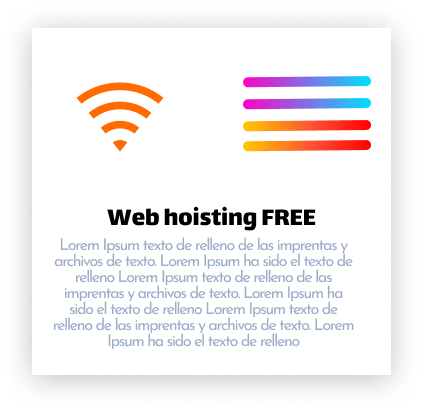 Web hoisting FREE
Lorem Ipsum texto de relleno de las imprentas y
archivos de texto. Lorem Ipsum ha sido el texto de
relleno Lorem Ipsum texto de relleno de las
imprentas y archivos de texto. Lorem Ipsum ha
sido el texto de relleno Lorem Ipsum texto de
relleno de las imprentas y archivos de texto. Lorem
Ipsum ha sido el texto de relleno